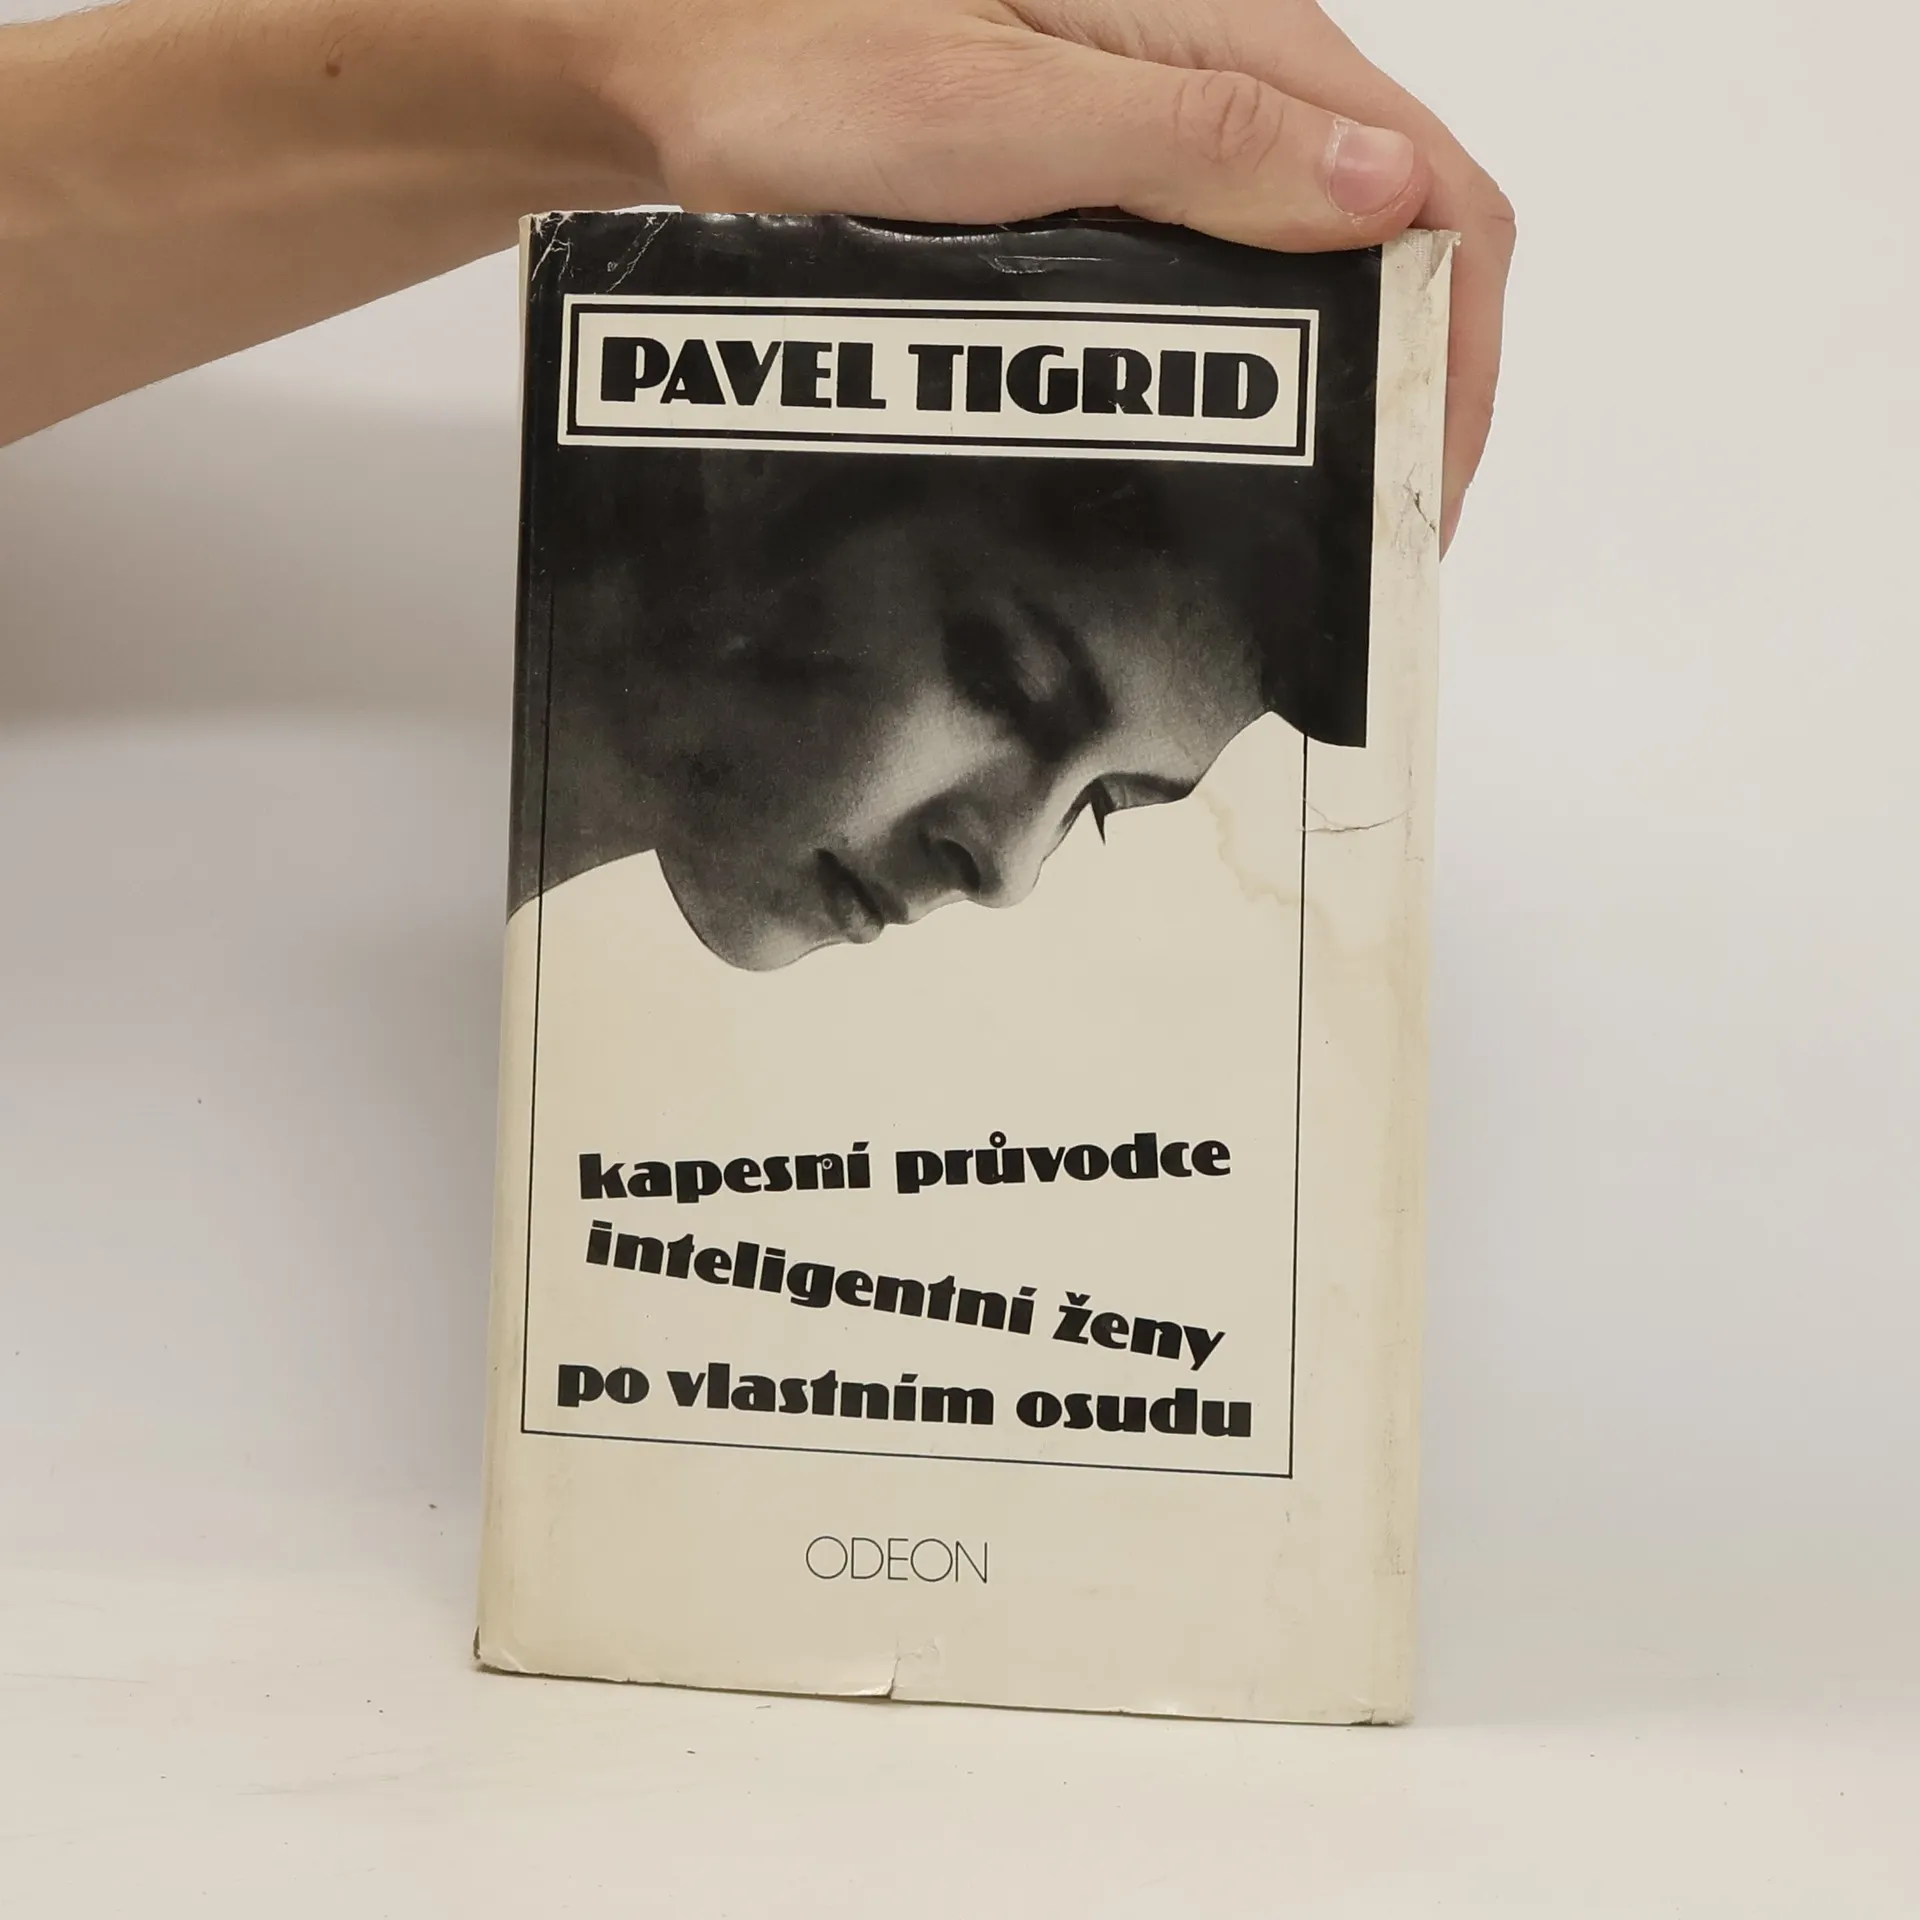 PAVEL TIGRID
kapesní průvodce
inteligentní ženy
po vlastním osudu
ODEON